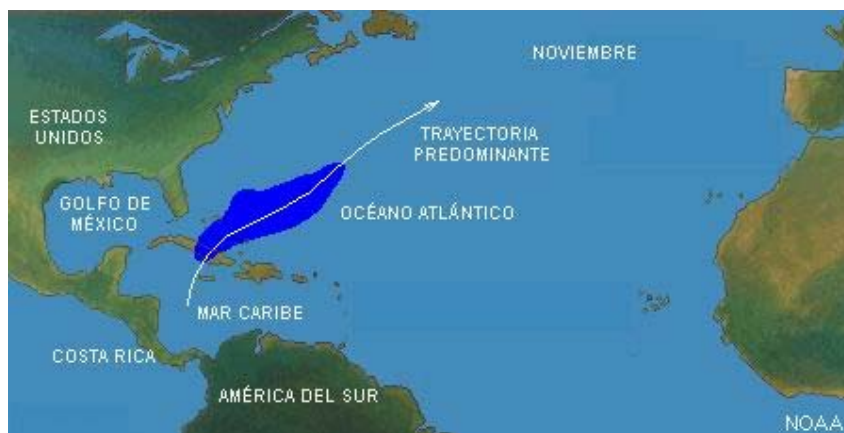 NOVIEMBRE
ESTADOS
UNIDOS
TRAYECTORIA
PREDOMINANTE
GOLFO DE
MÉXICO
OCÉANO ATLÁNTICO
MAR CARIBE
COSTA RICA
AMÉRICA DEL SUR
NOAA